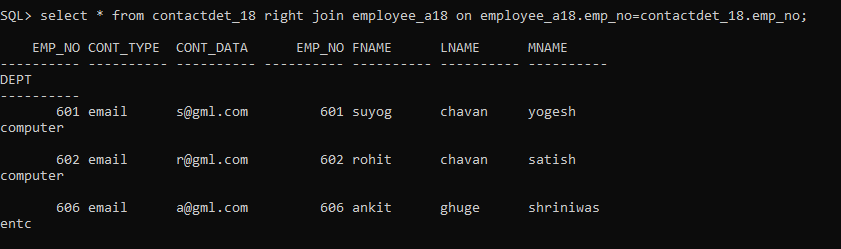 SQL> select * from contactdet_18 right join employee_a18 on employee_a18.emp_no=contactdet_18.emp_no;
EMP_NO CONT_TYPE CONT_DATA EMP_NO FNAME LNAME MNAME
---------- ---------- ---------- ---------- ---------- ---------- ----------
DEPT
----------
601 email s@gml.com 601 suyog chavan yogesh
computer
602 email r@gml.com 602 rohit chavan satish
computer
606 email a@gml.com 606 ankit ghuge shriniwas
entc